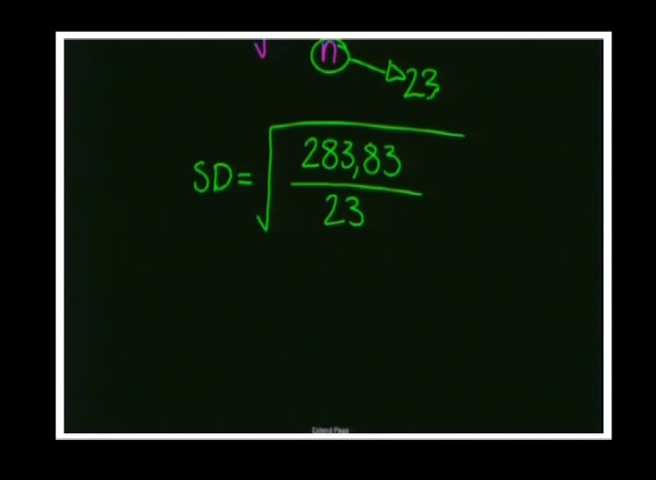 n
23
SD = √
283,83
23